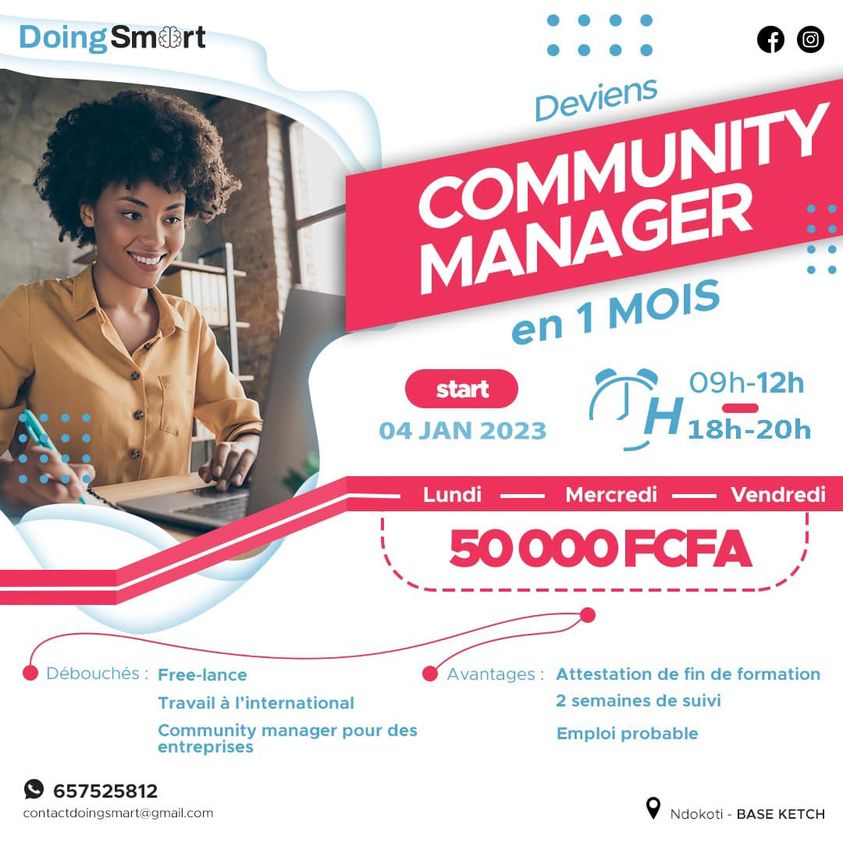 DoingSmart
Deviens
COMMUNITY
MANAGER
en 1 MOIS
start
04 JAN 2023
09h-12h
H
18h-20h
Lundi
Mercredi
Vendredi
50 000 FCFA
Débouchés :
Free-lance
Travail à l'international
Community manager pour des
entreprises
Avantages :
Attestation de fin de formation
2 semaines de suivi
Emploi probable
657525812
contactdoingsmart@gmail.com
Ndokoti - BASE KETCH